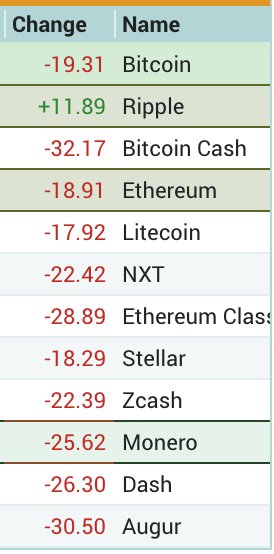 Change Name
-19.31 Bitcoin
+11.89 Ripple
-32.17 Bitcoin Cash
-18.91 Ethereum
-17.92 Litecoin
-22.42 NXT
-28.89 Ethereum Clas
-18.29 Stellar
-22.39 Zcash
-25.62 Monero
-26.30 Dash
-30.50 Augur